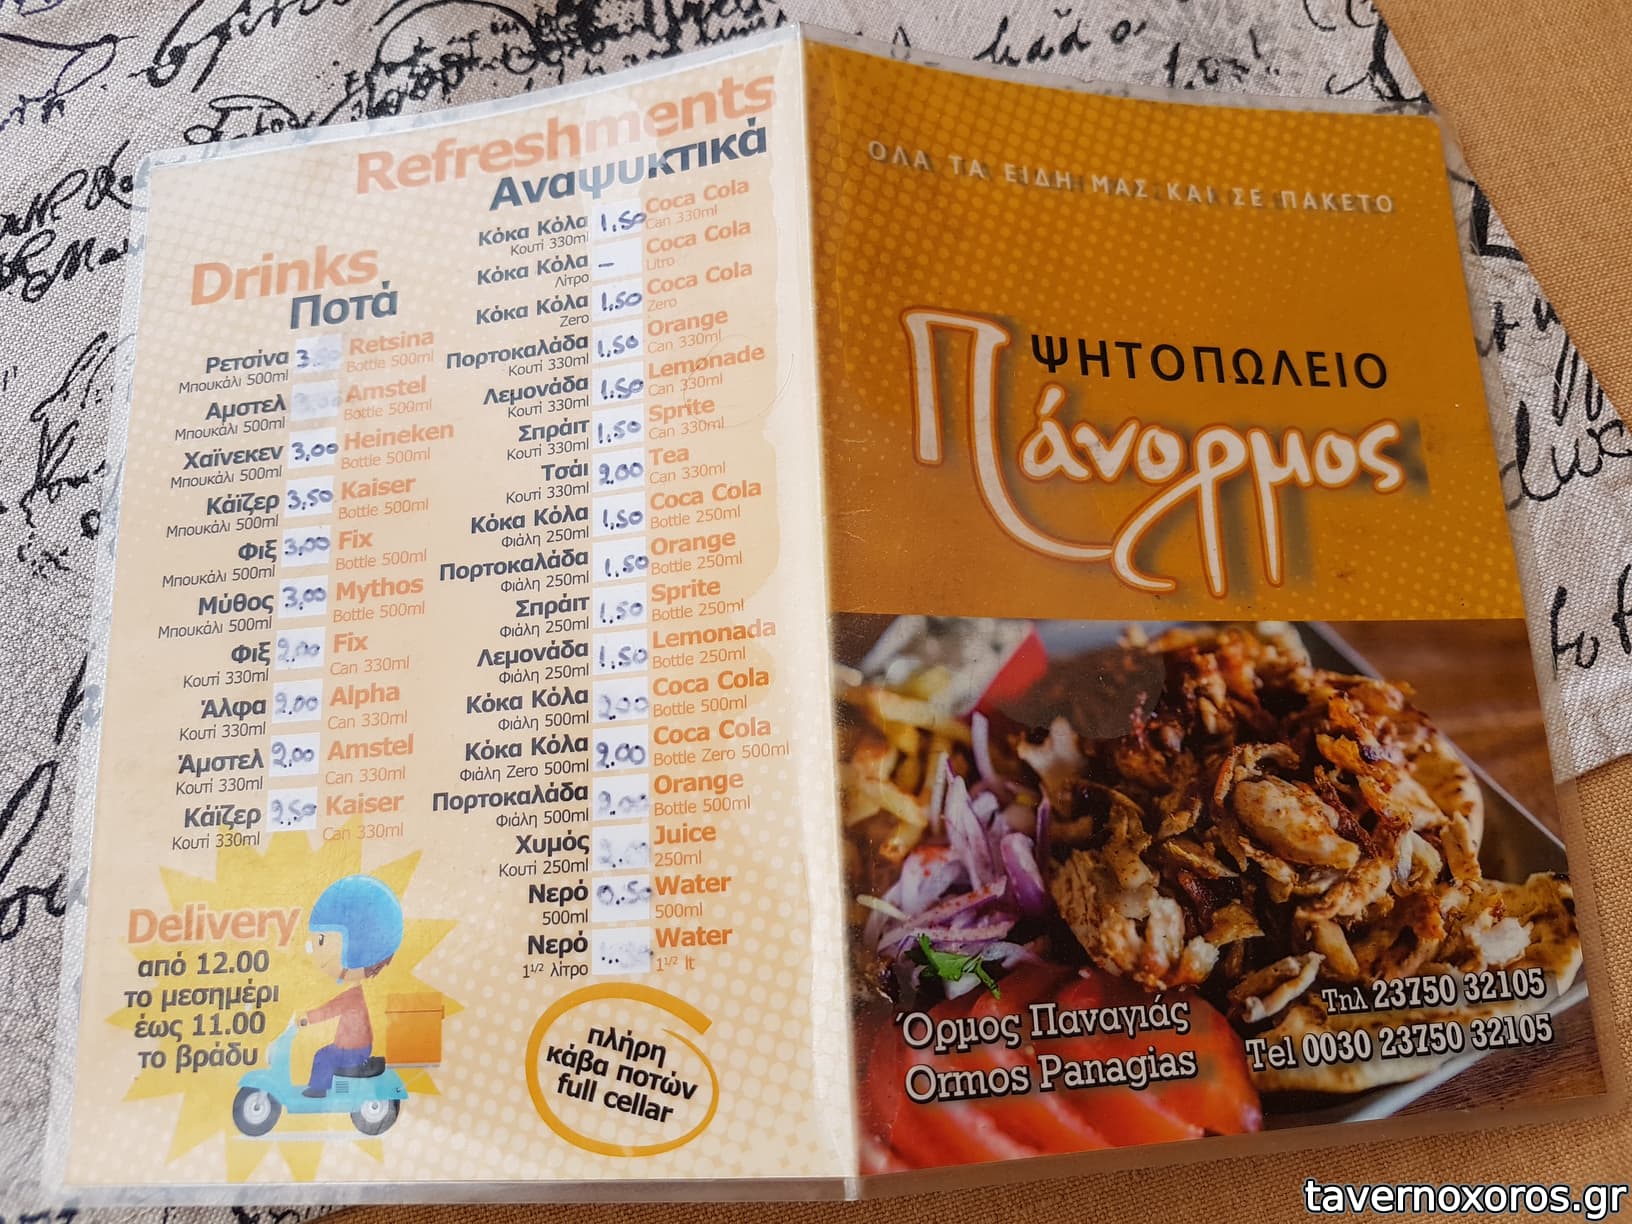 Refreshments
Αναψυκτικά
Drinks
Ποτά
Ρετσίνα Retsina
Μπουκάλι 500ml Bottle 500ml
Αμστελ Amstel
Μπουκάλι 500ml Bottle 500ml
Χαϊνεκεν 3,00 Heineken
Μπουκάλι 500ml Bottle 500ml
Κάϊζερ 3,50 Kaiser
Μπουκάλι 500ml Bottle 500ml
Φιξ 3,00 Fix
Μπουκάλι 500ml Bottle 500ml
Μύθος 3,00 Mythos
Μπουκάλι 500ml Bottle 500ml
Φιξ 2,00 Fix
Κουτί 330ml Can 330ml
Άλφα 2,00 Alpha
Κουτί 330ml Can 330ml
Άμστελ 2,00 Amstel
Κουτί 330ml Can 330ml
Κάϊζερ 2,50 Kaiser
Κουτί 330ml Can 330ml
Κόκα Κόλα 1,50 Coca Cola
Κουτί 330ml Can 330ml
Κόκα Κόλα – Coca Cola
Λίτρο Litro
Κόκα Κόλα 1,50 Coca Cola
Zero Zero
Πορτοκαλάδα 1,50 Orange
Κουτί 330ml Can 330ml
Λεμονάδα 1,50 Lemonade
Κουτί 330ml Can 330ml
Σπράιτ 1,50 Sprite
Κουτί 330ml Can 330ml
Τσάι 2,00 Tea
Κουτί 330ml Can 330ml
Κόκα Κόλα 1,50 Coca Cola
Φιάλη 250ml Bottle 250ml
Πορτοκαλάδα 1,50 Orange
Φιάλη 250ml Bottle 250ml
Σπράιτ 1,50 Sprite
Φιάλη 250ml Bottle 250ml
Λεμονάδα 1,50 Lemonada
Φιάλη 250ml Bottle 250ml
Κόκα Κόλα 2,00 Coca Cola
Φιάλη 500ml Bottle 500ml
Κόκα Κόλα 2,00 Coca Cola
Φιάλη Zero 500ml Bottle Zero 500ml
Πορτοκαλάδα 2,00 Orange
Φιάλη 500ml Bottle 500ml
Χυμός Juice
Κουτί 250ml 250ml
Νερό 0,50 Water
500ml 500ml
Νερό Water
1 1/2 λίτρο 1 1/2 lt
Delivery
από 12.00
το μεσημέρι
έως 11.00
το βράδυ
πλήρη
κάβα ποτών
full cellar
ΟΛΑ ΤΑ ΕΙΔΗ ΜΑΣ ΚΑΙ ΣΕ ΠΑΚΕΤΟ
ΨΗΤΟΠΩΛΕΙΟ
Πάνορμος
Όρμος Παναγιάς
Ormos Panagias
Τηλ 23750 32105
Tel 0030 23750 32105
tavernoxoros.gr